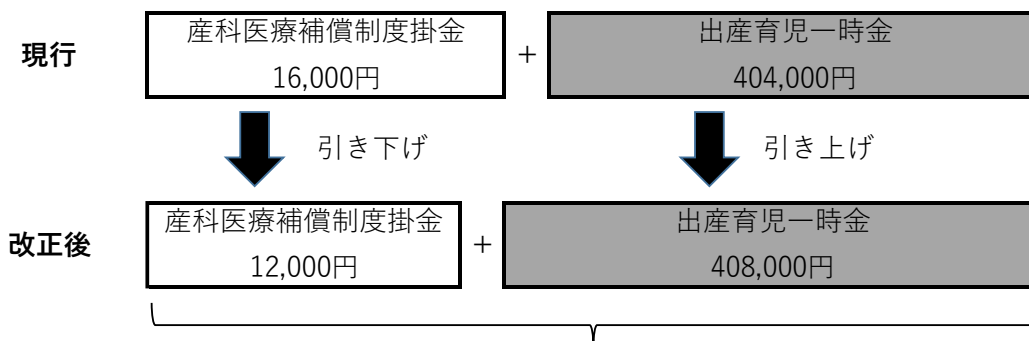 現行
産科医療補償制度掛金
16,000円
+
出産育児一時金
404,000円
引き下げ
引き上げ
改正後
産科医療補償制度掛金
12,000円
+
出産育児一時金
408,000円